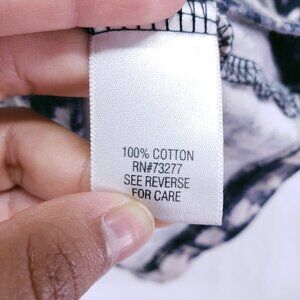 100% COTTON
RN#73277
SEE REVERSE
FOR CARE